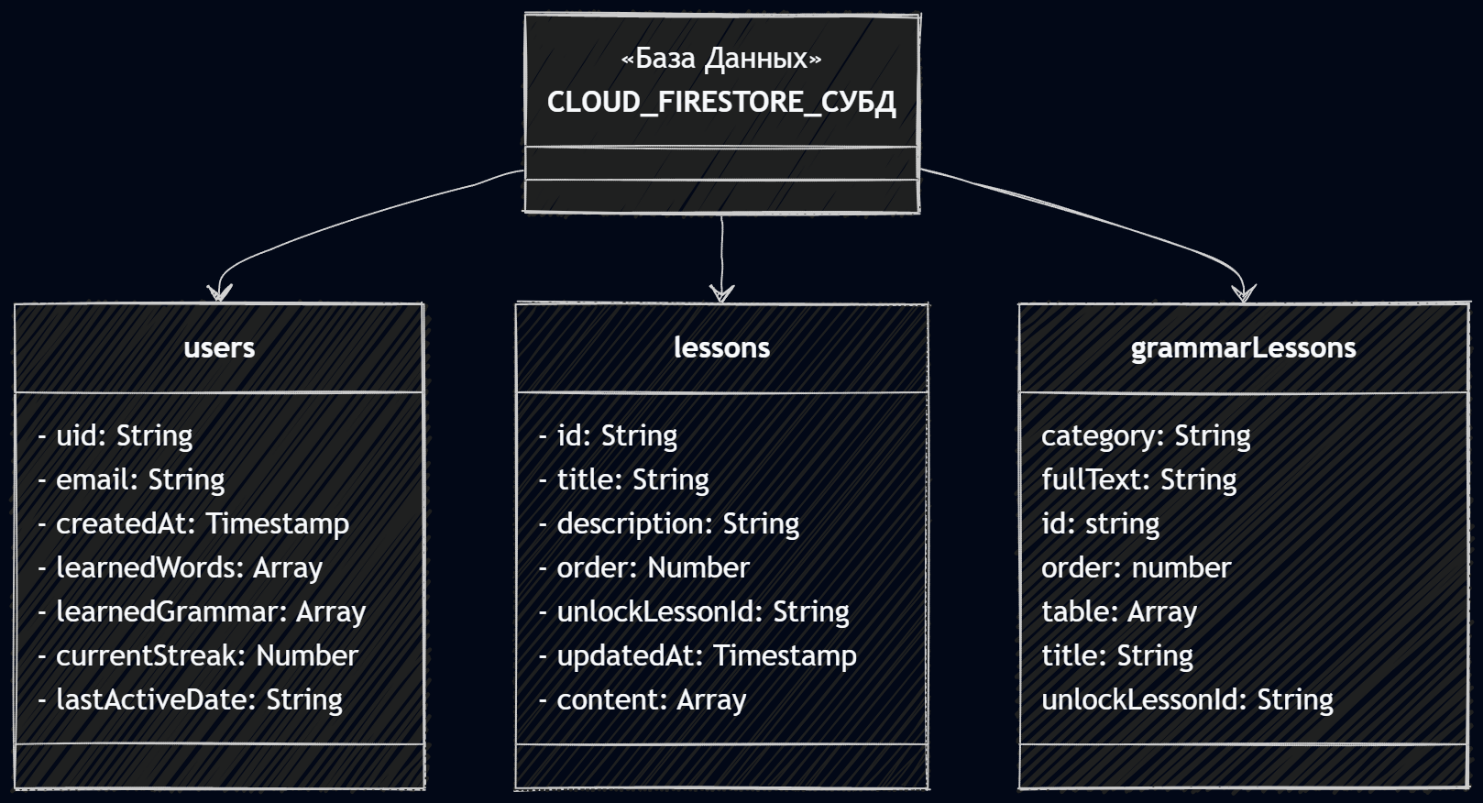 «База Данных»
CLOUD_FIRESTORE_СУБД
users
- uid: String
- email: String
- createdAt: Timestamp
- learnedWords: Array
- learnedGrammar: Array
- currentStreak: Number
- lastActiveDate: String
lessons
- id: String
- title: String
- description: String
- order: Number
- unlockLessonId: String
- updatedAt: Timestamp
- content: Array
grammarLessons
category: String
fullText: String
id: string
order: number
table: Array
title: String
unlockLessonId: String